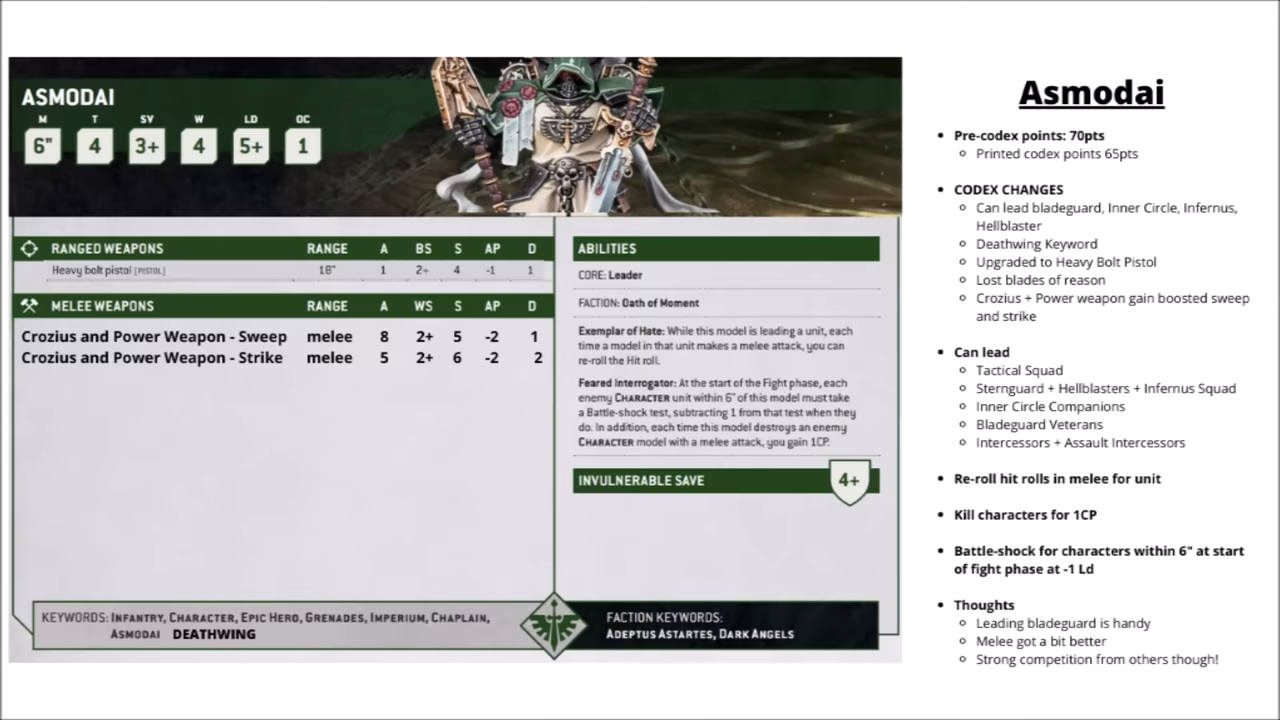 ASMODAI
M T SV W LD OC
6" 4 3+ 4 5+ 1
RANGED WEAPONS RANGE A BS S AP D
Heavy bolt pistol [PISTOL] 18" 1 2+ 4 -1 1
MELEE WEAPONS RANGE A WS S AP D
Crozius and Power Weapon - Sweep melee 8 2+ 5 -2 1
Crozius and Power Weapon - Strike melee 5 2+ 6 -2 2
ABILITIES
CORE: Leader
FACTION: Oath of Moment
Exemplar of Hate: While this model is leading a unit, each
time a model in that unit makes a melee attack, you can
re-roll the Hit roll.
Feared Interrogator: At the start of the Fight phase, each
enemy CHARACTER unit within 6" of this model must take
a Battle-shock test, subtracting 1 from that test when they
do. In addition, each time this model destroys an enemy
CHARACTER model with a melee attack, you gain 1CP.
INVULNERABLE SAVE 4+
KEYWORDS: INFANTRY, CHARACTER, EPIC HERO, GRENADES, IMPERIUM, CHAPLAIN,
ASMODAI DEATHWING
FACTION KEYWORDS:
ADEPTUS ASTARTES, DARK ANGELS
Asmodai
• Pre-codex points: 70pts
○ Printed codex points 65pts
• CODEX CHANGES
○ Can lead bladeguard, Inner Circle, Infernus,
Hellblaster
○ Deathwing Keyword
○ Upgraded to Heavy Bolt Pistol
○ Lost blades of reason
○ Crozius + Power weapon gain boosted sweep
and strike
• Can lead
○ Tactical Squad
○ Sternguard + Hellblasters + Infernus Squad
○ Inner Circle Companions
○ Bladeguard Veterans
○ Intercessors + Assault Intercessors
• Re-roll hit rolls in melee for unit
• Kill characters for 1CP
• Battle-shock for characters within 6" at start
of fight phase at -1 Ld
• Thoughts
○ Leading bladeguard is handy
○ Melee got a bit better
○ Strong competition from others though!